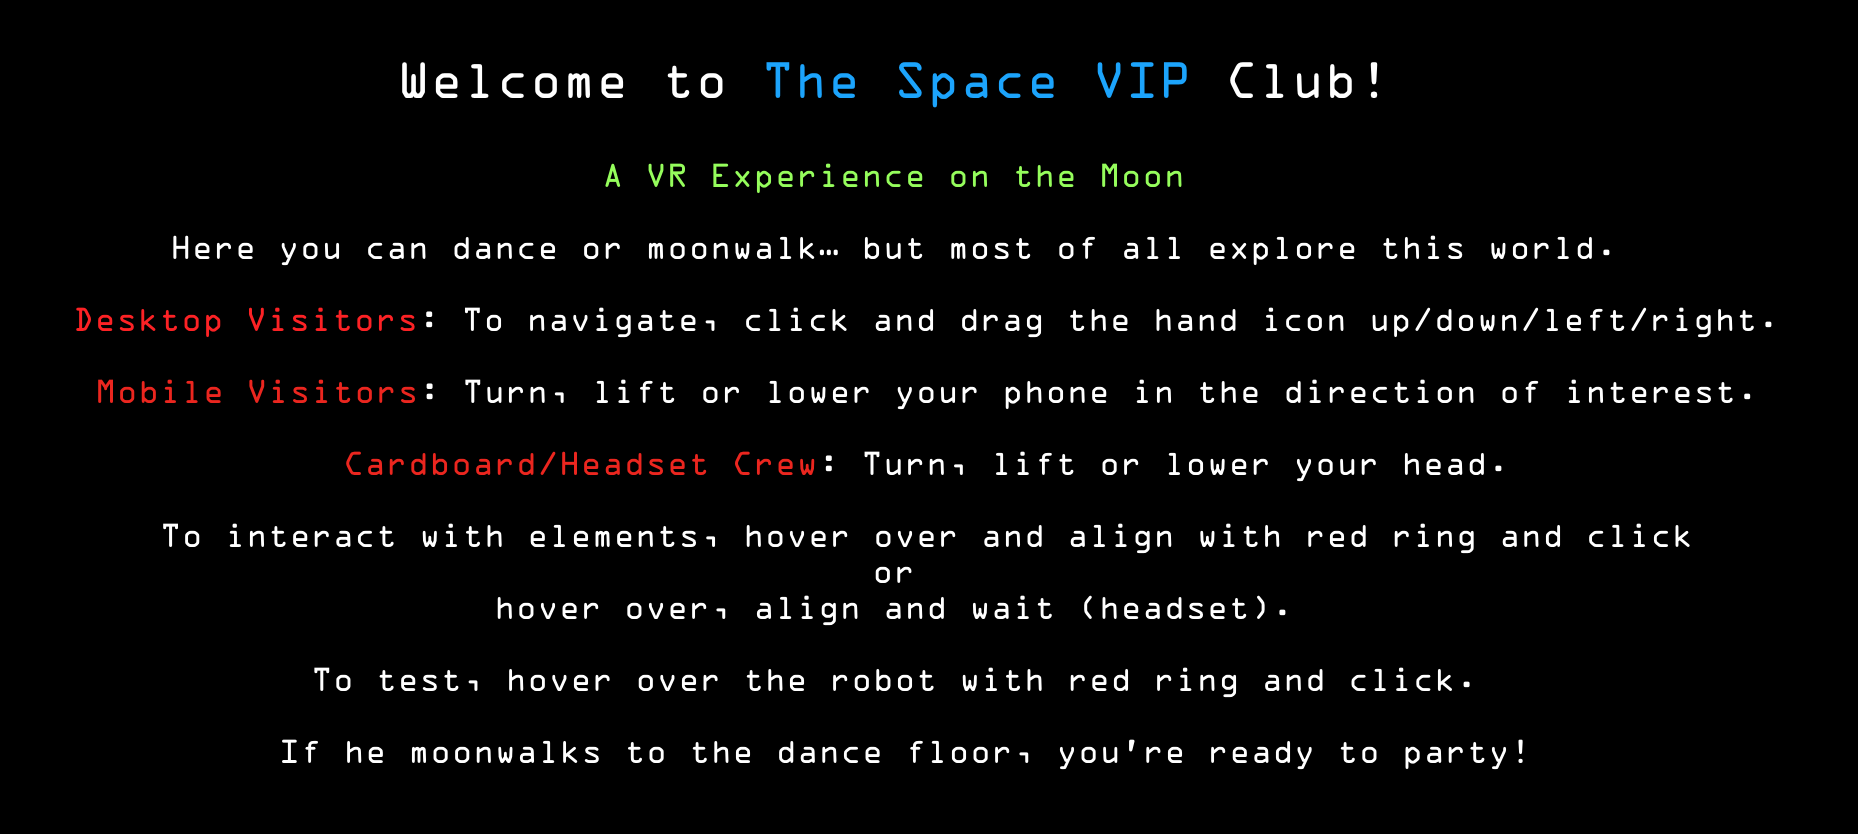 Welcome to The Space VIP Club!
A VR Experience on the Moon
Here you can dance or moonwalk… but most of all explore this world.
Desktop Visitors: To navigate, click and drag the hand icon up/down/left/right.
Mobile Visitors: Turn, lift or lower your phone in the direction of interest.
Cardboard/Headset Crew: Turn, lift or lower your head.
To interact with elements, hover over and align with red ring and click
or
hover over, align and wait (headset).
To test, hover over the robot with red ring and click.
If he moonwalks to the dance floor, you're ready to party!